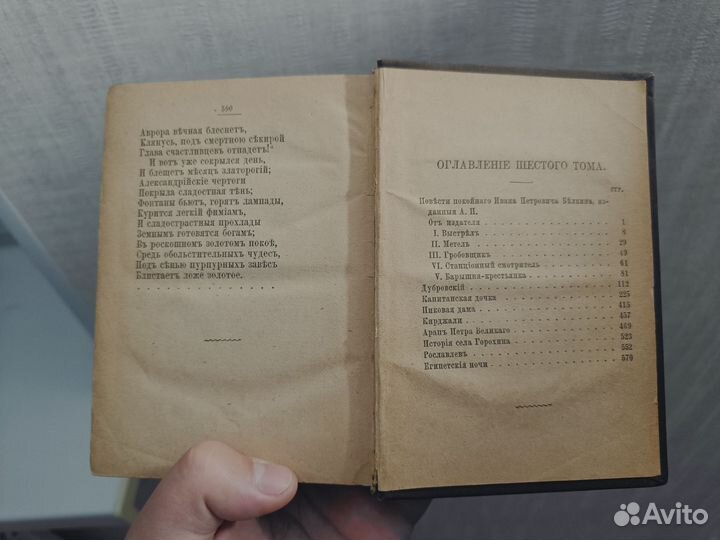 590
Аврора вѣчная блеснетъ,
Клянусь, подъ смертною сѣкирой
Глава счастливцевъ отпадетъ!“
И вотъ уже сокрылся день,
И блещетъ мѣсяцъ златорогій;
Александрійскіе чертоги
Покрыла сладостная тѣнь;
Фонтаны бьютъ, горятъ лампады,
Курится легкій ѳиміамъ,
И сладострастныя прохлады
Земнымъ готовятся богамъ;
Въ роскошномъ золотомъ покоѣ,
Средь обольстительныхъ чудесъ,
Подъ сѣнью пурпурныхъ завѣсъ
Блистаетъ ложе золотое.
ОГЛАВЛЕНІЕ ШЕСТОГО ТОМА.
СТР.
Повѣсти покойнаго Ивана Петровича Бѣлкина, из-
данныя А. П.
Отъ издателя 1
I. Выстрѣлъ 8
II. Метель 29
III. Гробовщикъ 49
VI. Станціонный смотритель 61
V. Барышня-крестьянка 81
Дубровскій 112
Капитанская дочка 225
Пиковая дама 415
Кирджали 457
Арапъ Петра Великаго 469
Исторія села Горохина 523
Рославлевъ 552
Египетскія ночи 570
Avito